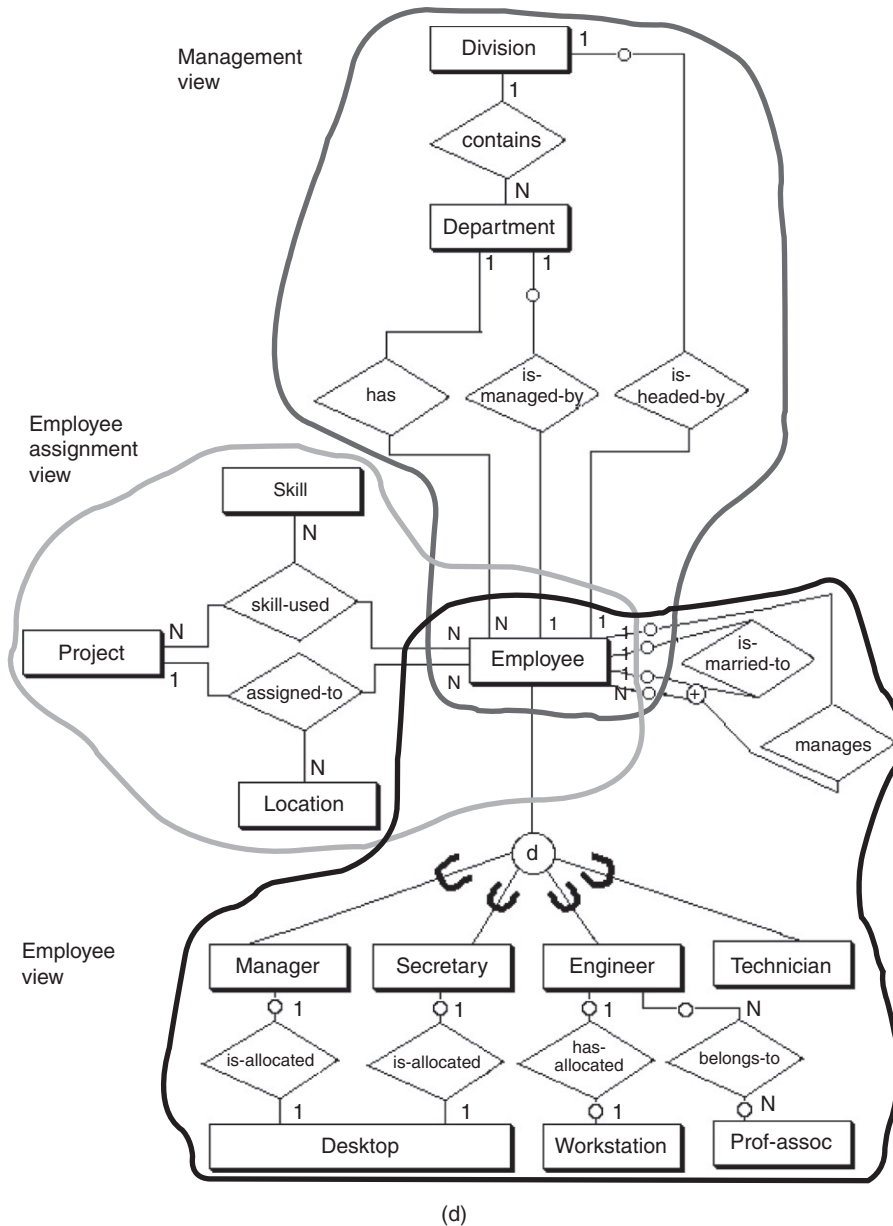 Management
view
Division
1
1
contains
N
Department
1
1
has
is-
managed-by
is-
headed-by
Employee
assignment
view
Skill
N
skill-used
N
Project
1
assigned-to
N
Location
N
N
N
1
1
Employee
1
1
1
N
+
is-
married-to
manages
d
Employee
view
Manager
Secretary
Engineer
Technician
1
1
1
N
is-allocated
is-allocated
has-
allocated
belongs-to
1
1
1
N
Desktop
Workstation
Prof-assoc
(d)